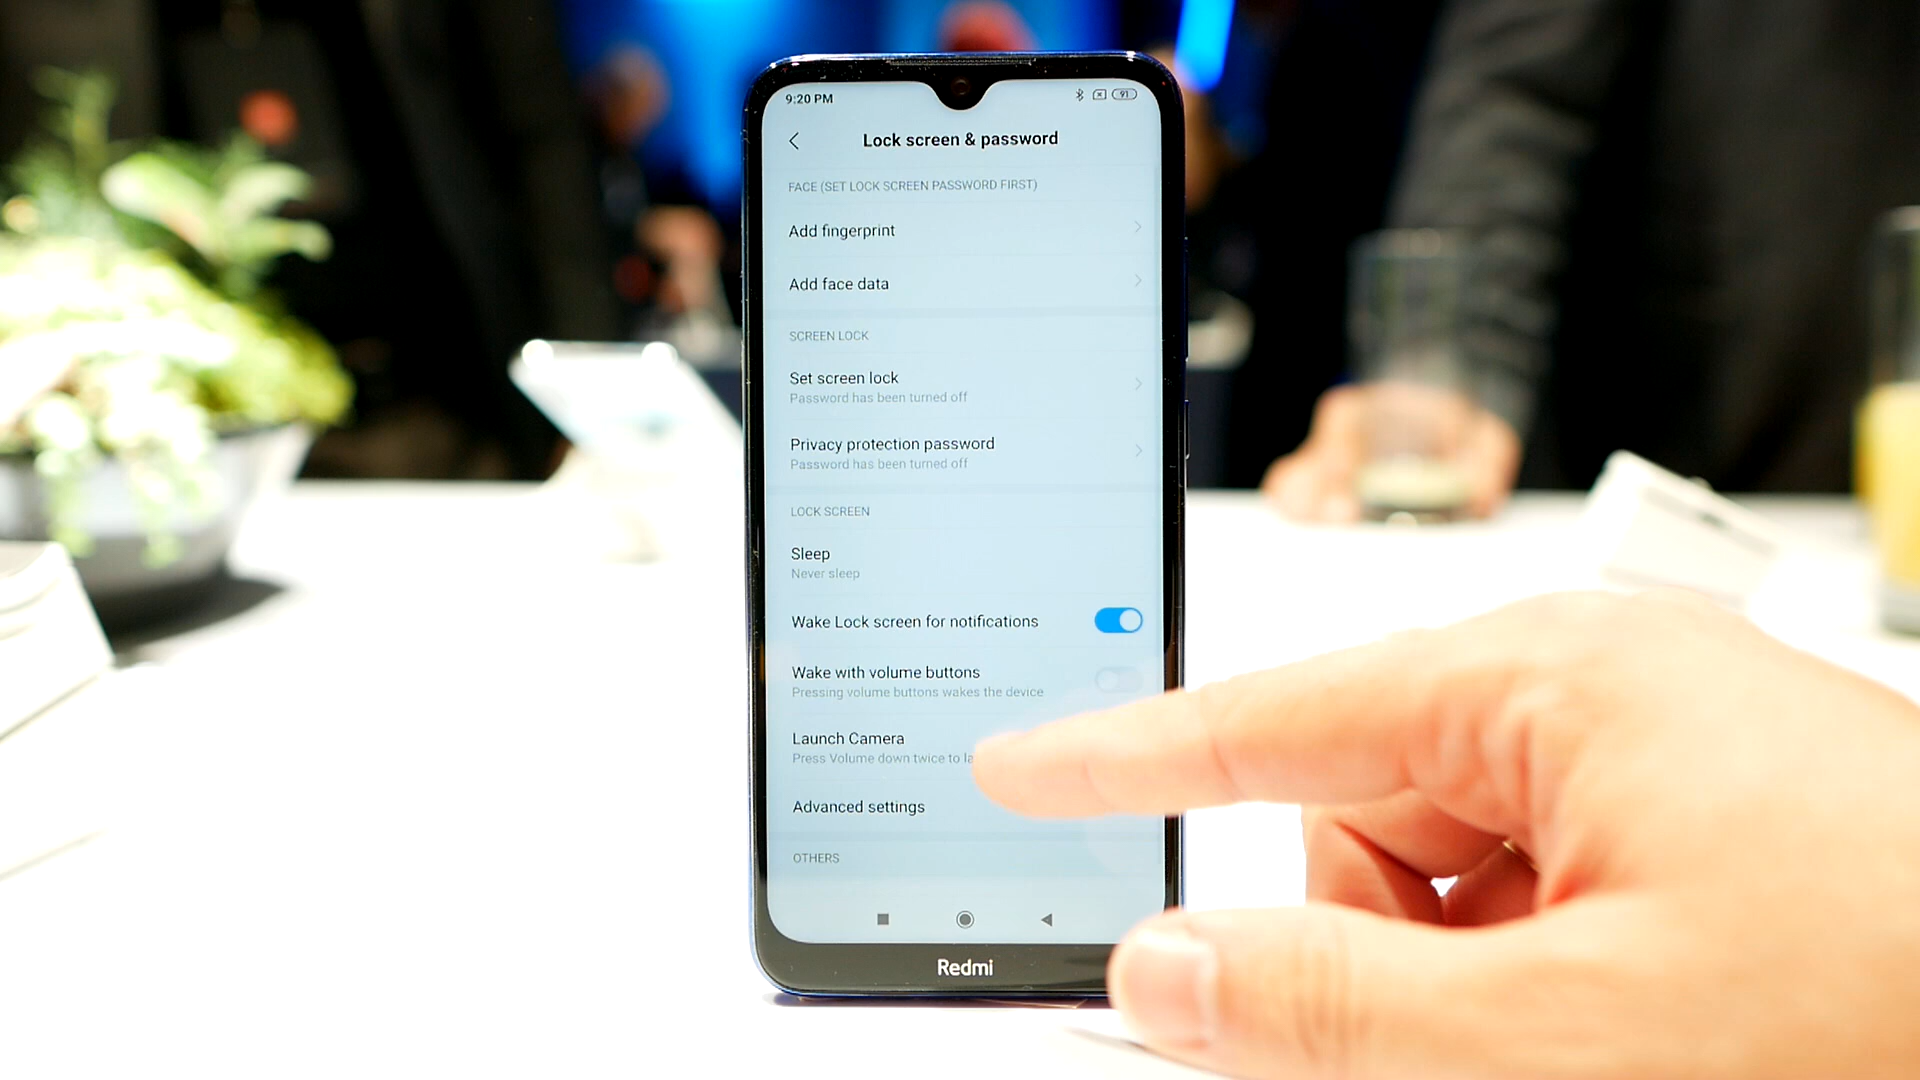 9:20 PM
91
Lock screen & password
FACE (SET LOCK SCREEN PASSWORD FIRST)
Add fingerprint
Add face data
SCREEN LOCK
Set screen lock
Password has been turned off
Privacy protection password
Password has been turned off
LOCK SCREEN
Sleep
Never sleep
Wake Lock screen for notifications
Wake with volume buttons
Pressing volume buttons wakes the device
Launch Camera
Press Volume down twice to la
Advanced settings
OTHERS
Redmi